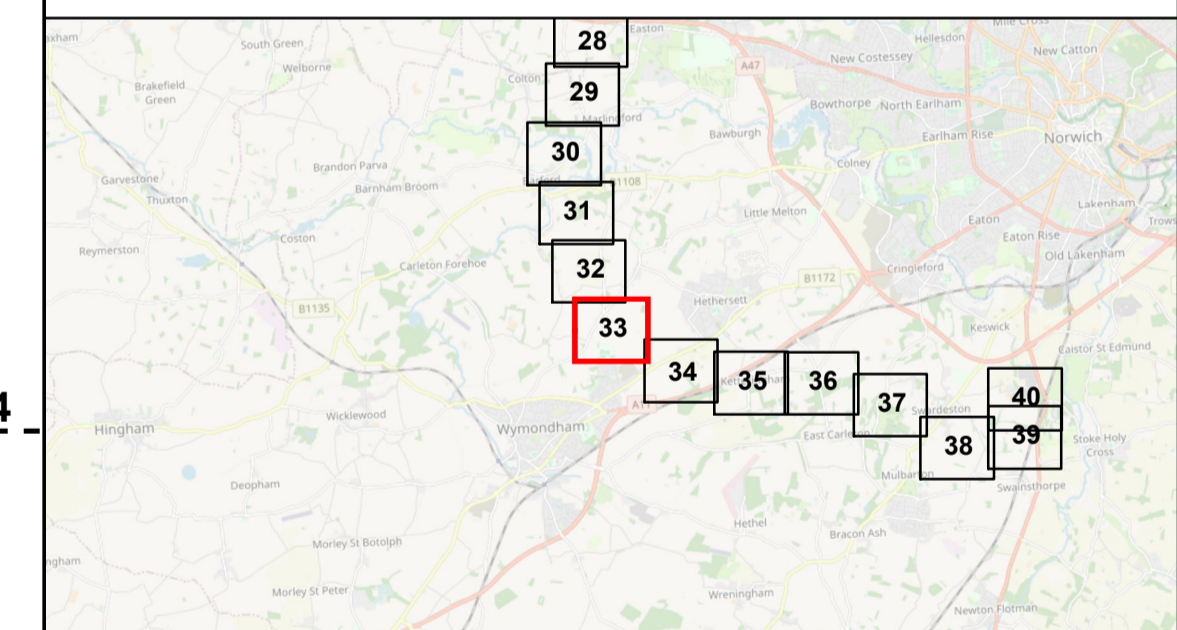 Mile Cross
axham
South Green
28
Easton
Hellesdon
New Catton
Welborne
Colton
A47
New Costessey
Brakefield
Green
29
Marlingford
Bowthorpe
North Earlham
Bawburgh
Earlham Rise
Norwich
30
Brandon Parva
Colney
Garvestone
Barnham Broom
B1108
Thuxton
31
Little Melton
Lakenham
Eaton
Trows
Coston
Eaton Rise
Reymerston
Carleton Forehoe
32
Old Lakenham
Cringleford
B1172
B1135
Hethersett
33
Keswick
Caistor St Edmund
34
35
36
37
40
4
A11
Swardeston
Wicklewood
Hingham
Wymondham
East Carleton
39
Stoke Holy
Cross
38
Mulbarton
Deopham
Swainsthorpe
Hethel
Bracon Ash
Morley St Botolph
ngham
Morley St Peter
Wreningham
Newton Flotman